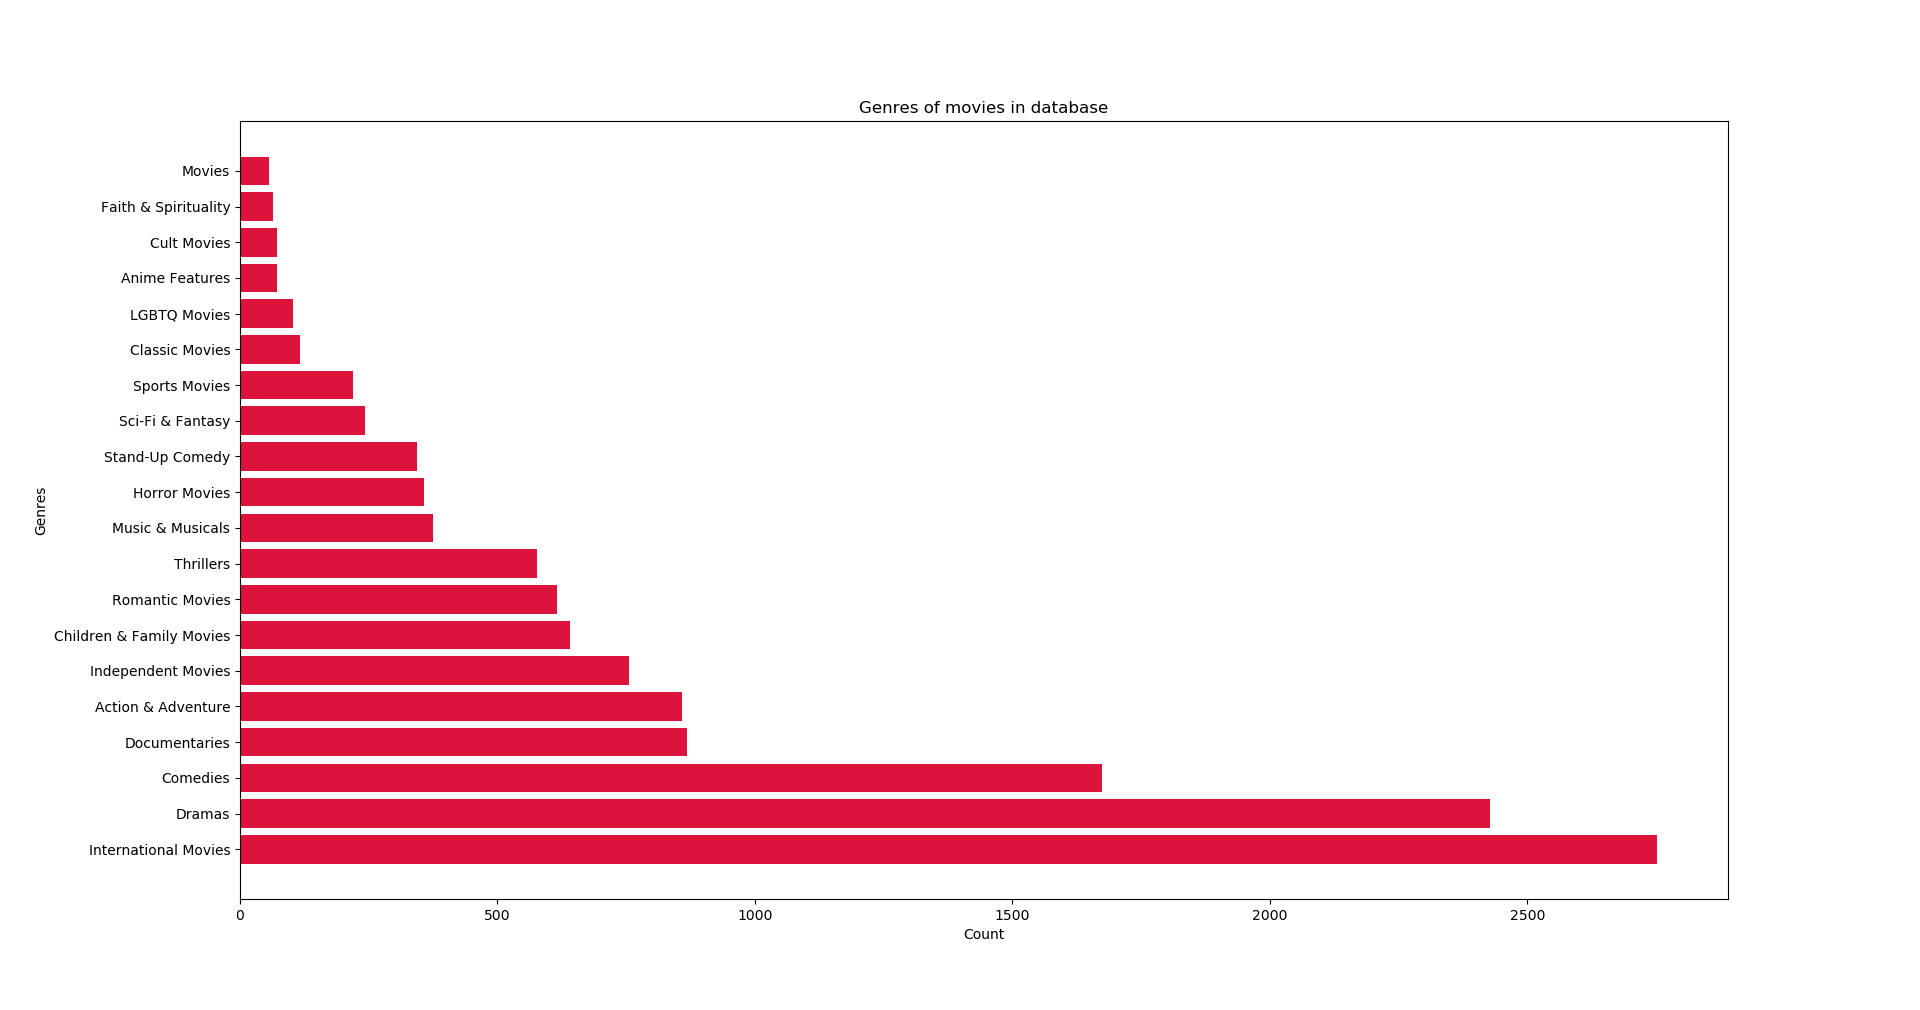 Genres of movies in database
Movies
Faith & Spirituality
Cult Movies
Anime Features
LGBTQ Movies
Classic Movies
Sports Movies
Sci-Fi & Fantasy
Stand-Up Comedy
Horror Movies
Music & Musicals
Thrillers
Romantic Movies
Children & Family Movies
Independent Movies
Action & Adventure
Documentaries
Comedies
Dramas
International Movies
Genres
0 500 1000 1500 2000 2500
Count